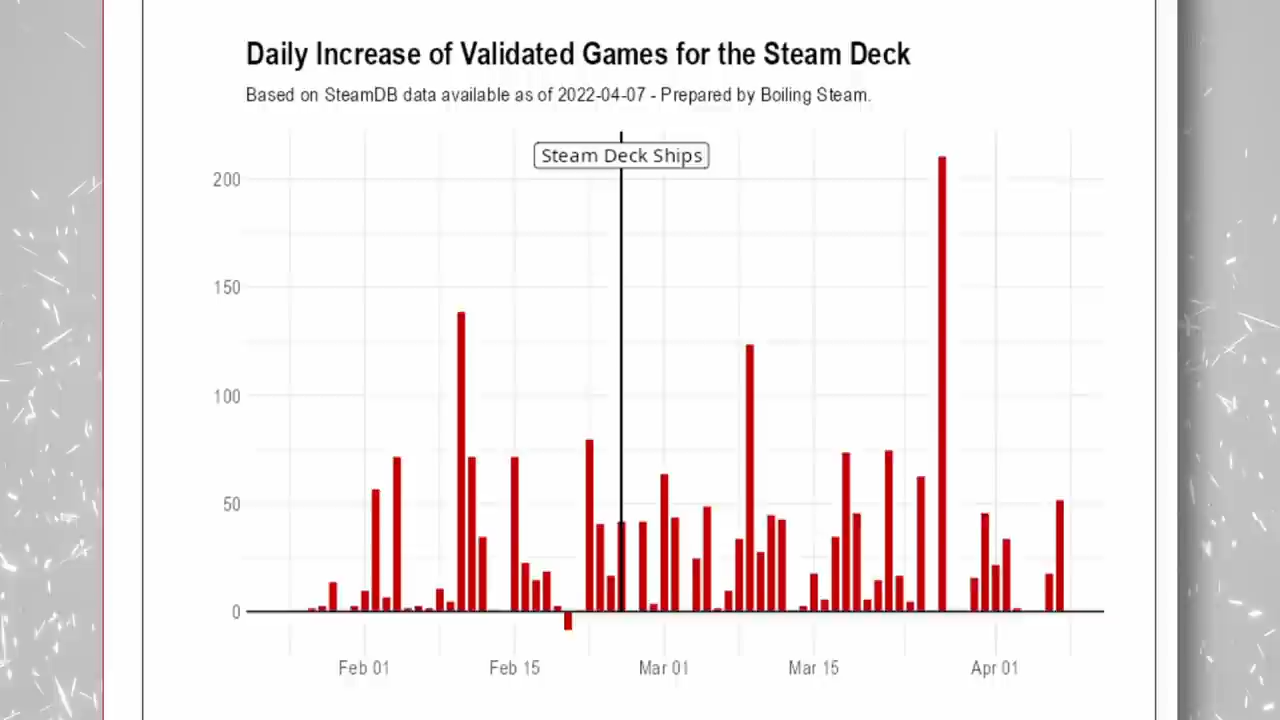 Daily Increase of Validated Games for the Steam Deck
Based on SteamDB data available as of 2022-04-07 - Prepared by Boiling Steam.
Steam Deck Ships
200
150
100
50
0
Feb 01 Feb 15 Mar 01 Mar 15 Apr 01